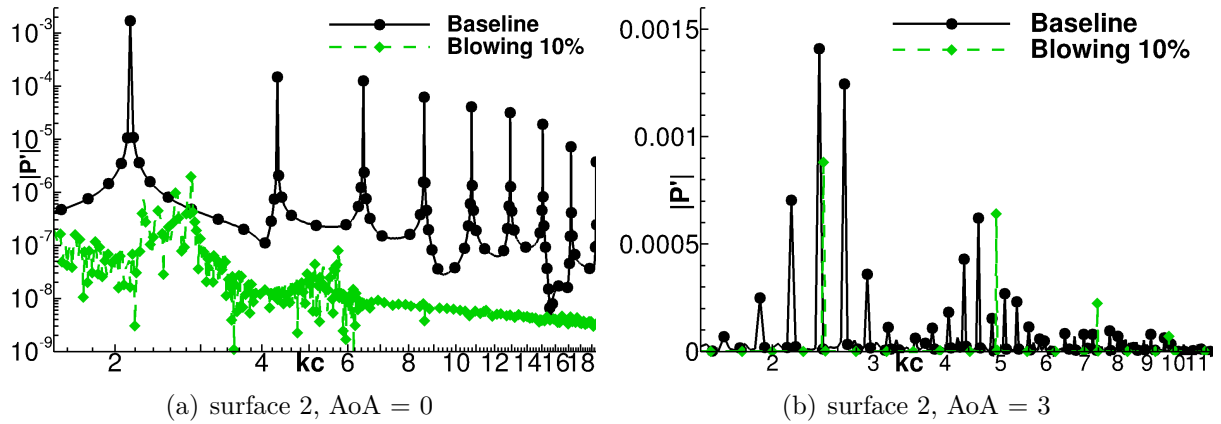 Baseline
Blowing 10%
|P'|
10-3
10-4
10-5
10-6
10-7
10-8
10-9
2 4 6 8 10 12 14 16 18
kc
(a) surface 2, AoA = 0
Baseline
Blowing 10%
|P'|
0.0015
0.001
0.0005
0
2 3 4 5 6 7 8 9 10 11
kc
(b) surface 2, AoA = 3